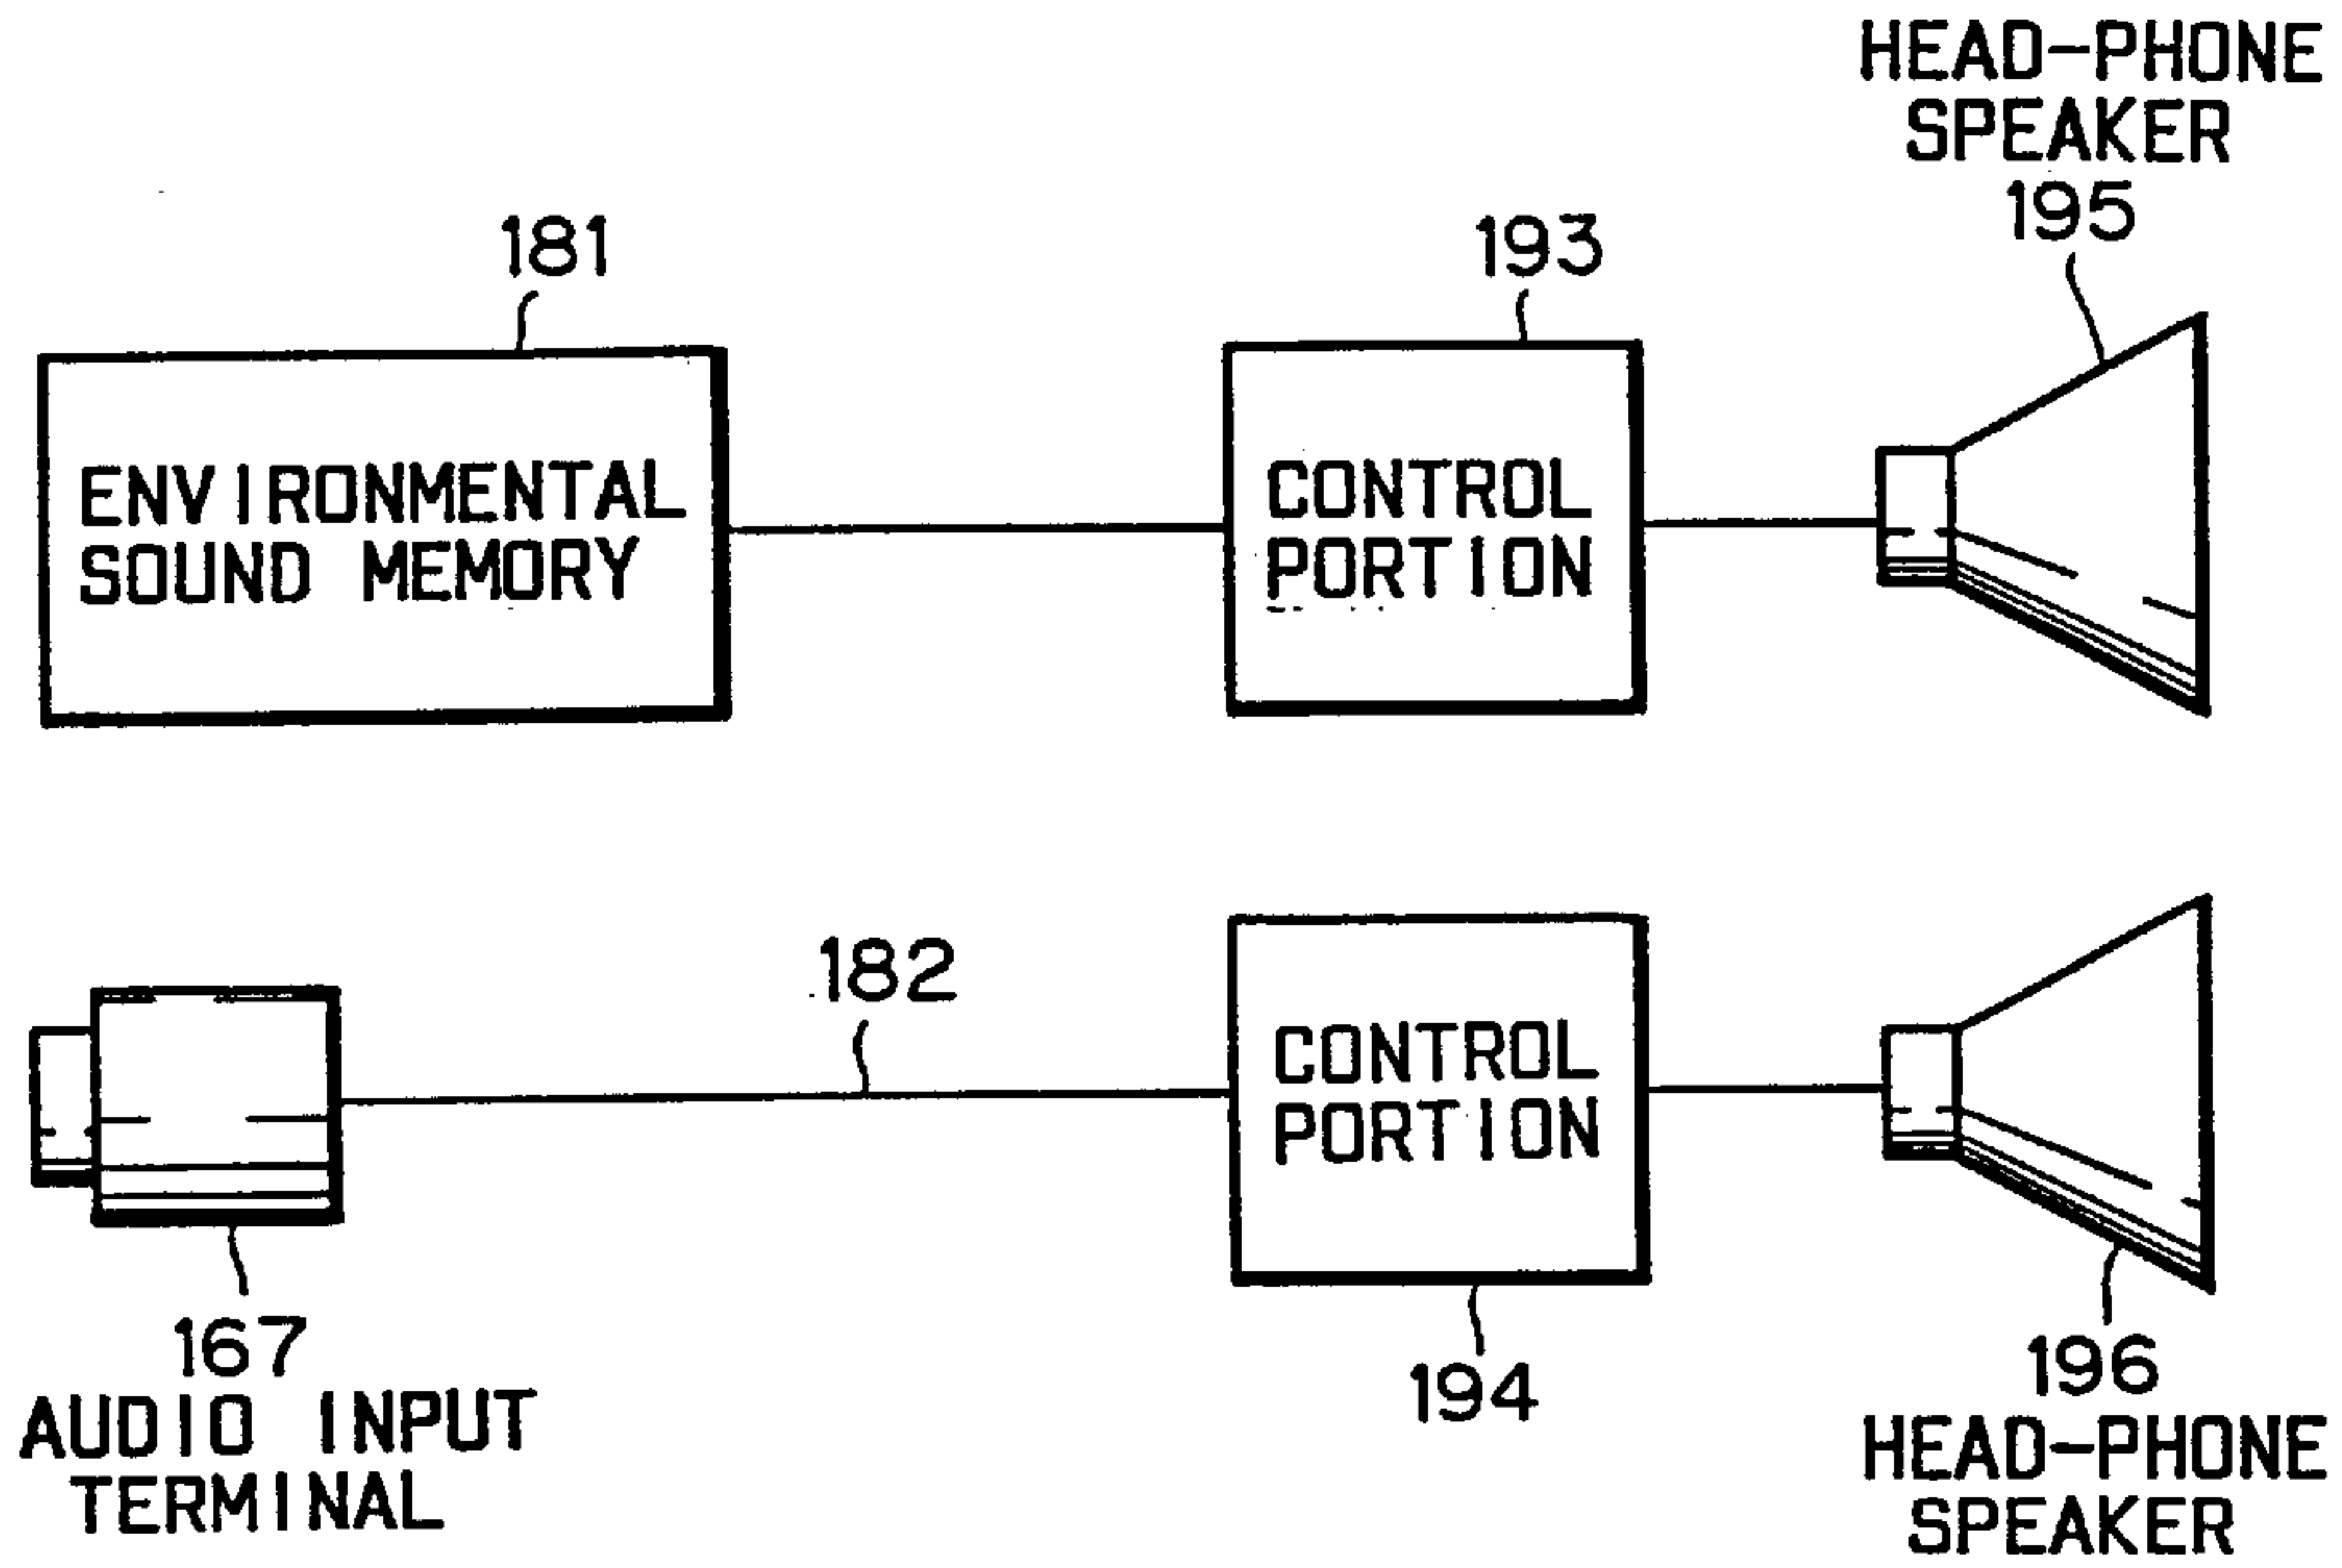 HEAD-PHONE
SPEAKER
195
181
193
ENVIRONMENTAL
SOUND MEMORY
CONTROL
PORTION
182
CONTROL
PORTION
167
AUDIO INPUT
TERMINAL
194
196
HEAD-PHONE
SPEAKER